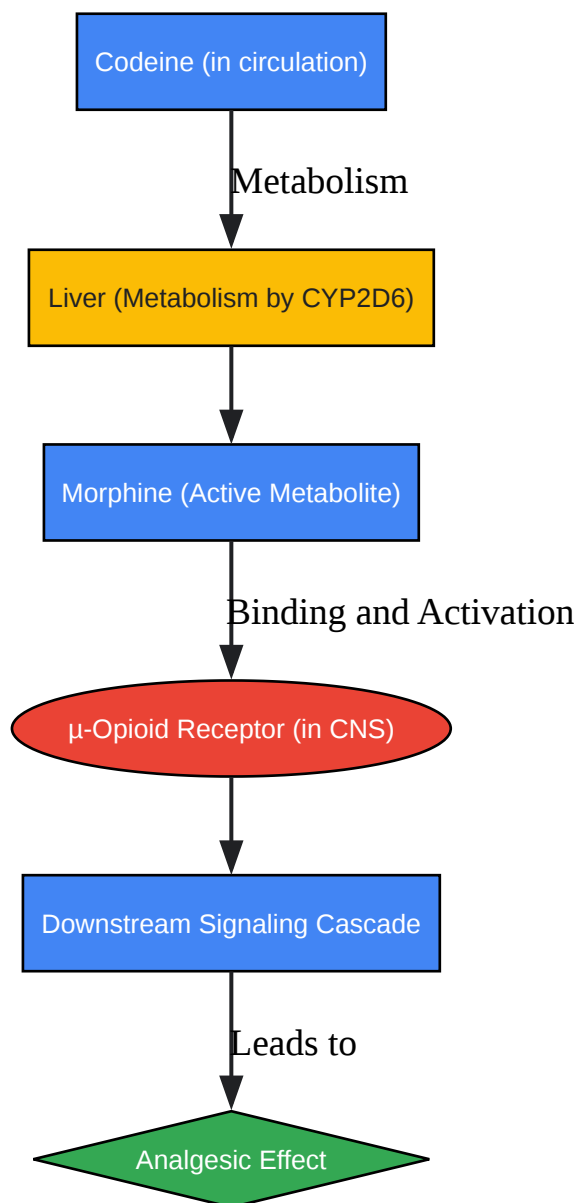 Codeine (in circulation)
Metabolism
Liver (Metabolism by CYP2D6)
Morphine (Active Metabolite)
Binding and Activation
µ-Opioid Receptor (in CNS)
Downstream Signaling Cascade
Leads to
Analgesic Effect